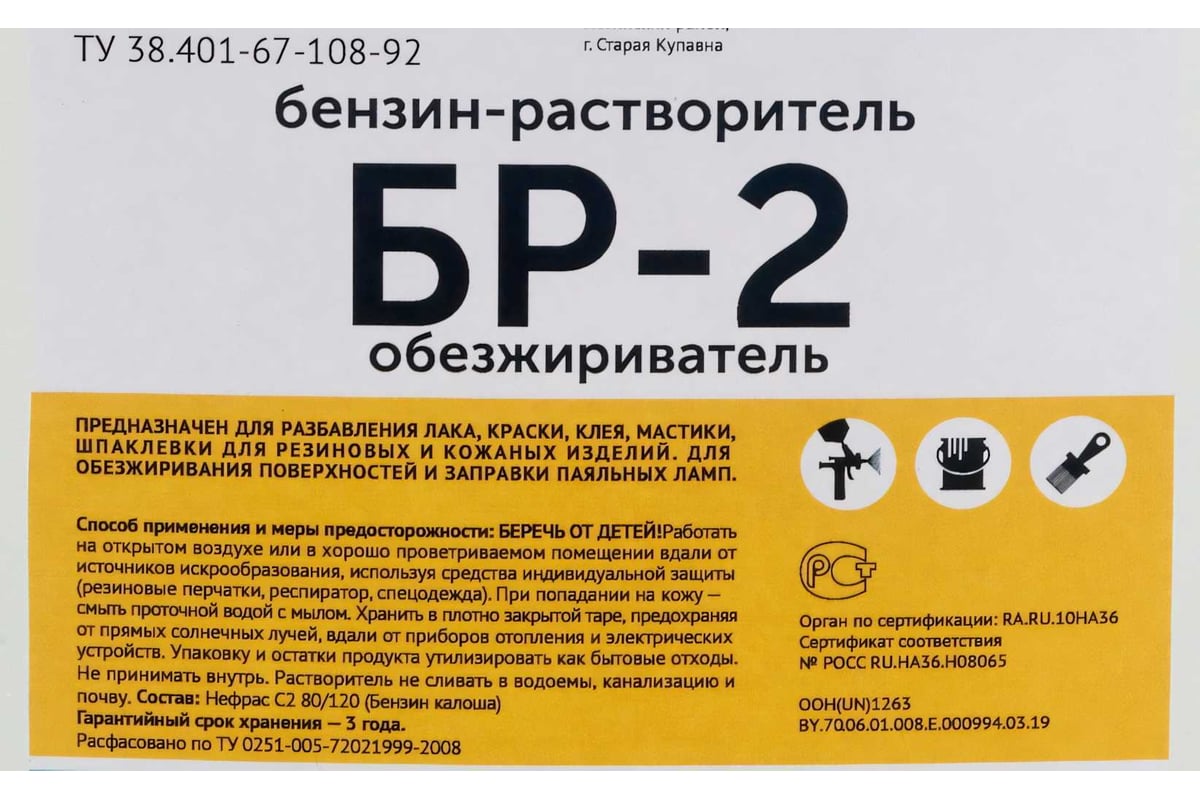 ТУ 38.401-67-108-92
г. Старая Купавна
бензин-растворитель
БР-2
обезжириватель
ПРЕДНАЗНАЧЕН ДЛЯ РАЗБАВЛЕНИЯ ЛАКА, КРАСКИ, КЛЕЯ, МАСТИКИ,
ШПАКЛЕВКИ ДЛЯ РЕЗИНОВЫХ И КОЖАНЫХ ИЗДЕЛИЙ. ДЛЯ
ОБЕЗЖИРИВАНИЯ ПОВЕРХНОСТЕЙ И ЗАПРАВКИ ПАЯЛЬНЫХ ЛАМП.
Способ применения и меры предосторожности: БЕРЕЧЬ ОТ ДЕТЕЙ!Работать
на открытом воздухе или в хорошо проветриваемом помещении вдали от
источников искрообразования, используя средства индивидуальной защиты
(резиновые перчатки, респиратор, спецодежда). При попадании на кожу —
смыть проточной водой с мылом. Хранить в плотно закрытой таре, предохраняя
от прямых солнечных лучей, вдали от приборов отопления и электрических
устройств. Упаковку и остатки продукта утилизировать как бытовые отходы.
Не принимать внутрь. Растворитель не сливать в водоемы, канализацию и
почву. Состав: Нефрас С2 80/120 (Бензин калоша)
Гарантийный срок хранения — 3 года.
Расфасовано по ТУ 0251-005-72021999-2008
РСТ
Орган по сертификации: RA.RU.10НА36
Сертификат соответствия
№ РОСС RU.НА36.Н08065
ООН(UN)1263
BY.70.06.01.008.E.000994.03.19